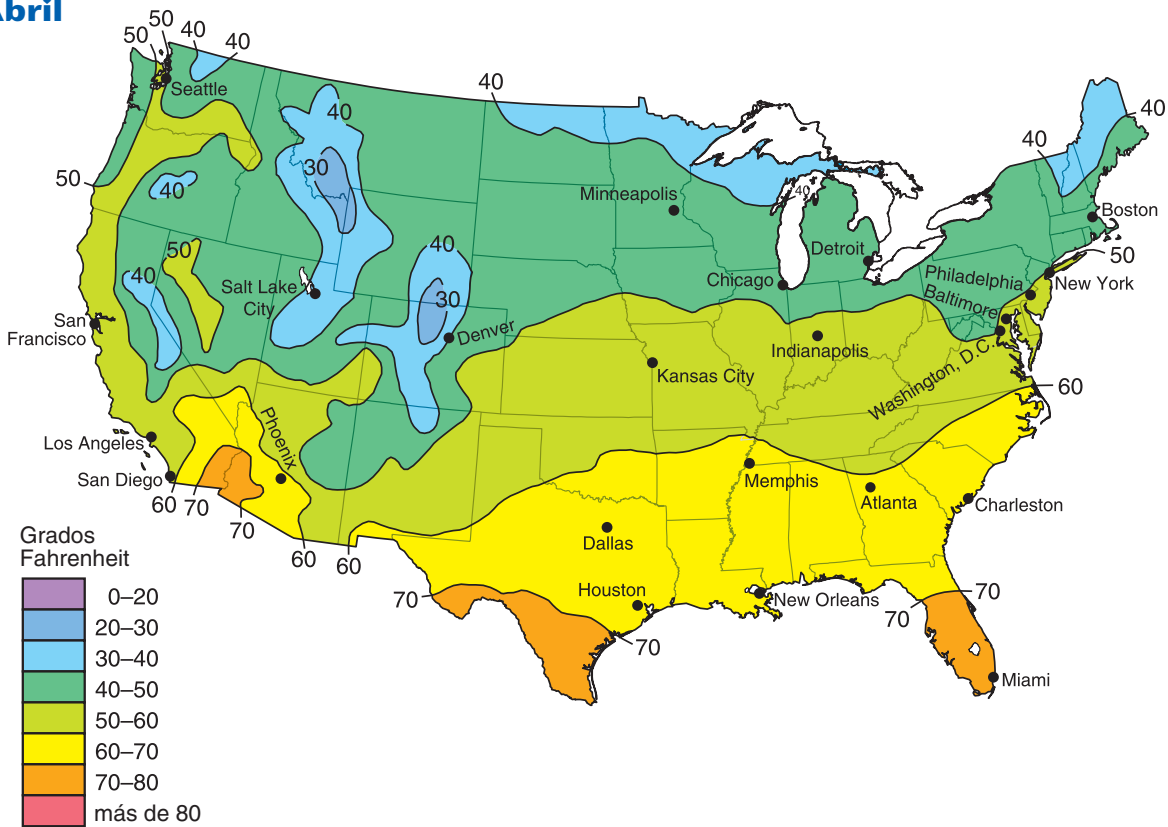 Abril
50
50
40
40
Seattle
40
40
40
30
40
50
40
Minneapolis
40
Boston
Detroit
50
40
50
40
Salt Lake
City
30
Chicago
Philadelphia
Baltimore
New York
San
Francisco
Denver
Indianapolis
Washington, D.C.
Kansas City
60
Phoenix
Los Angeles
San Diego
60
70
70
60
60
Memphis
Atlanta
Charleston
Dallas
Houston
New Orleans
70
70
70
70
Miami
Grados
Fahrenheit
0–20
20–30
30–40
40–50
50–60
60–70
70–80
más de 80